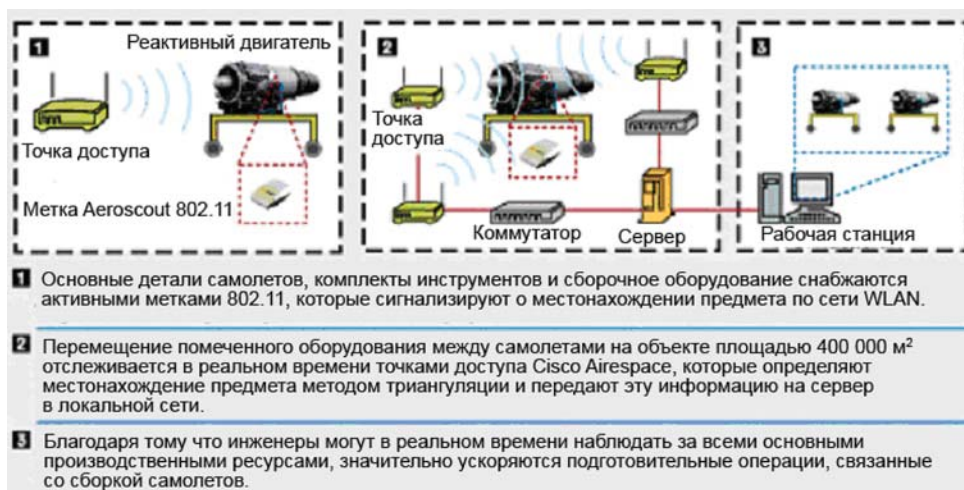 1
Реактивный двигатель
Точка доступа
Метка Aeroscout 802.11
2
Точка
доступа
Коммутатор
Сервер
3
Рабочая станция
1 Основные детали самолетов, комплекты инструментов и сборочное оборудование снабжаются
активными метками 802.11, которые сигнализируют о местонахождении предмета по сети WLAN.
2 Перемещение помеченного оборудования между самолетами на объекте площадью 400 000 м²
отслеживается в реальном времени точками доступа Cisco Airespace, которые определяют
местонахождение предмета методом триангуляции и передают эту информацию на сервер
в локальной сети.
3 Благодаря тому что инженеры могут в реальном времени наблюдать за всеми основными
производственными ресурсами, значительно ускоряются подготовительные операции, связанные
со сборкой самолетов.